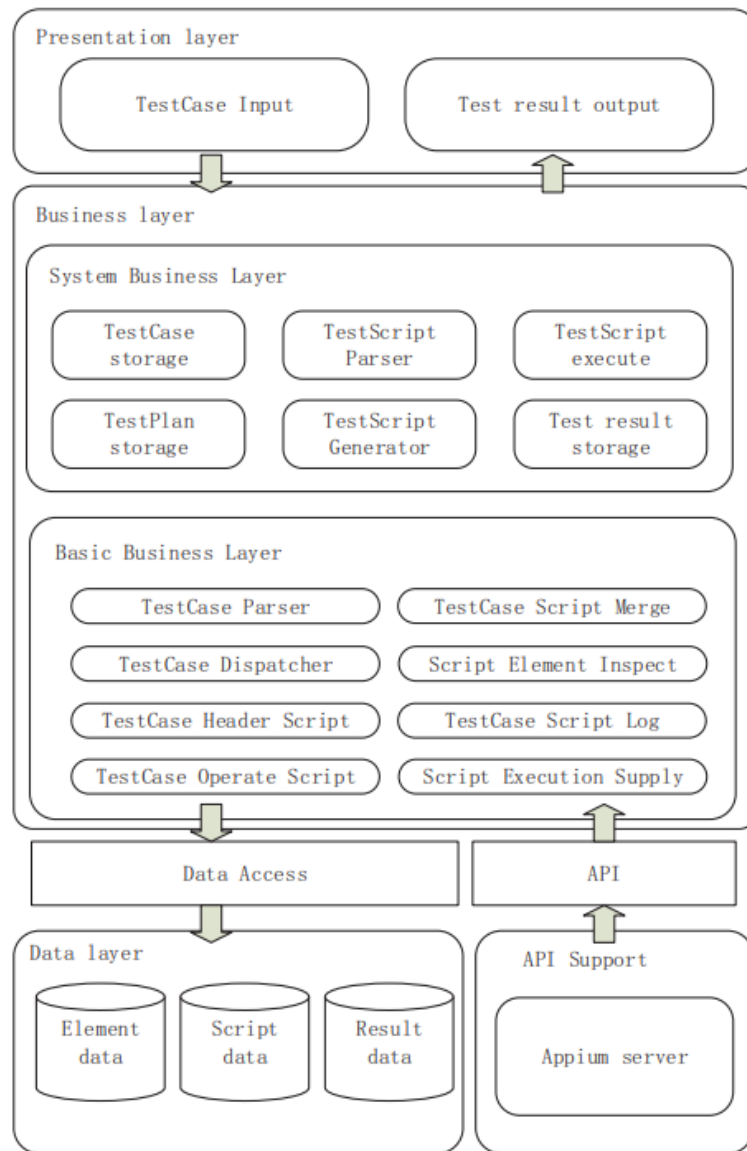 Presentation layer
TestCase Input
Test result output
Business layer
System Business Layer
TestCase
storage
TestScript
Parser
TestScript
execute
TestPlan
storage
TestScript
Generator
Test result
storage
Basic Business Layer
TestCase Parser
TestCase Script Merge
TestCase Dispatcher
Script Element Inspect
TestCase Header Script
TestCase Script Log
TestCase Operate Script
Script Execution Supply
Data Access
API
Data layer
API Support
Element
data
Script
data
Result
data
Appium server